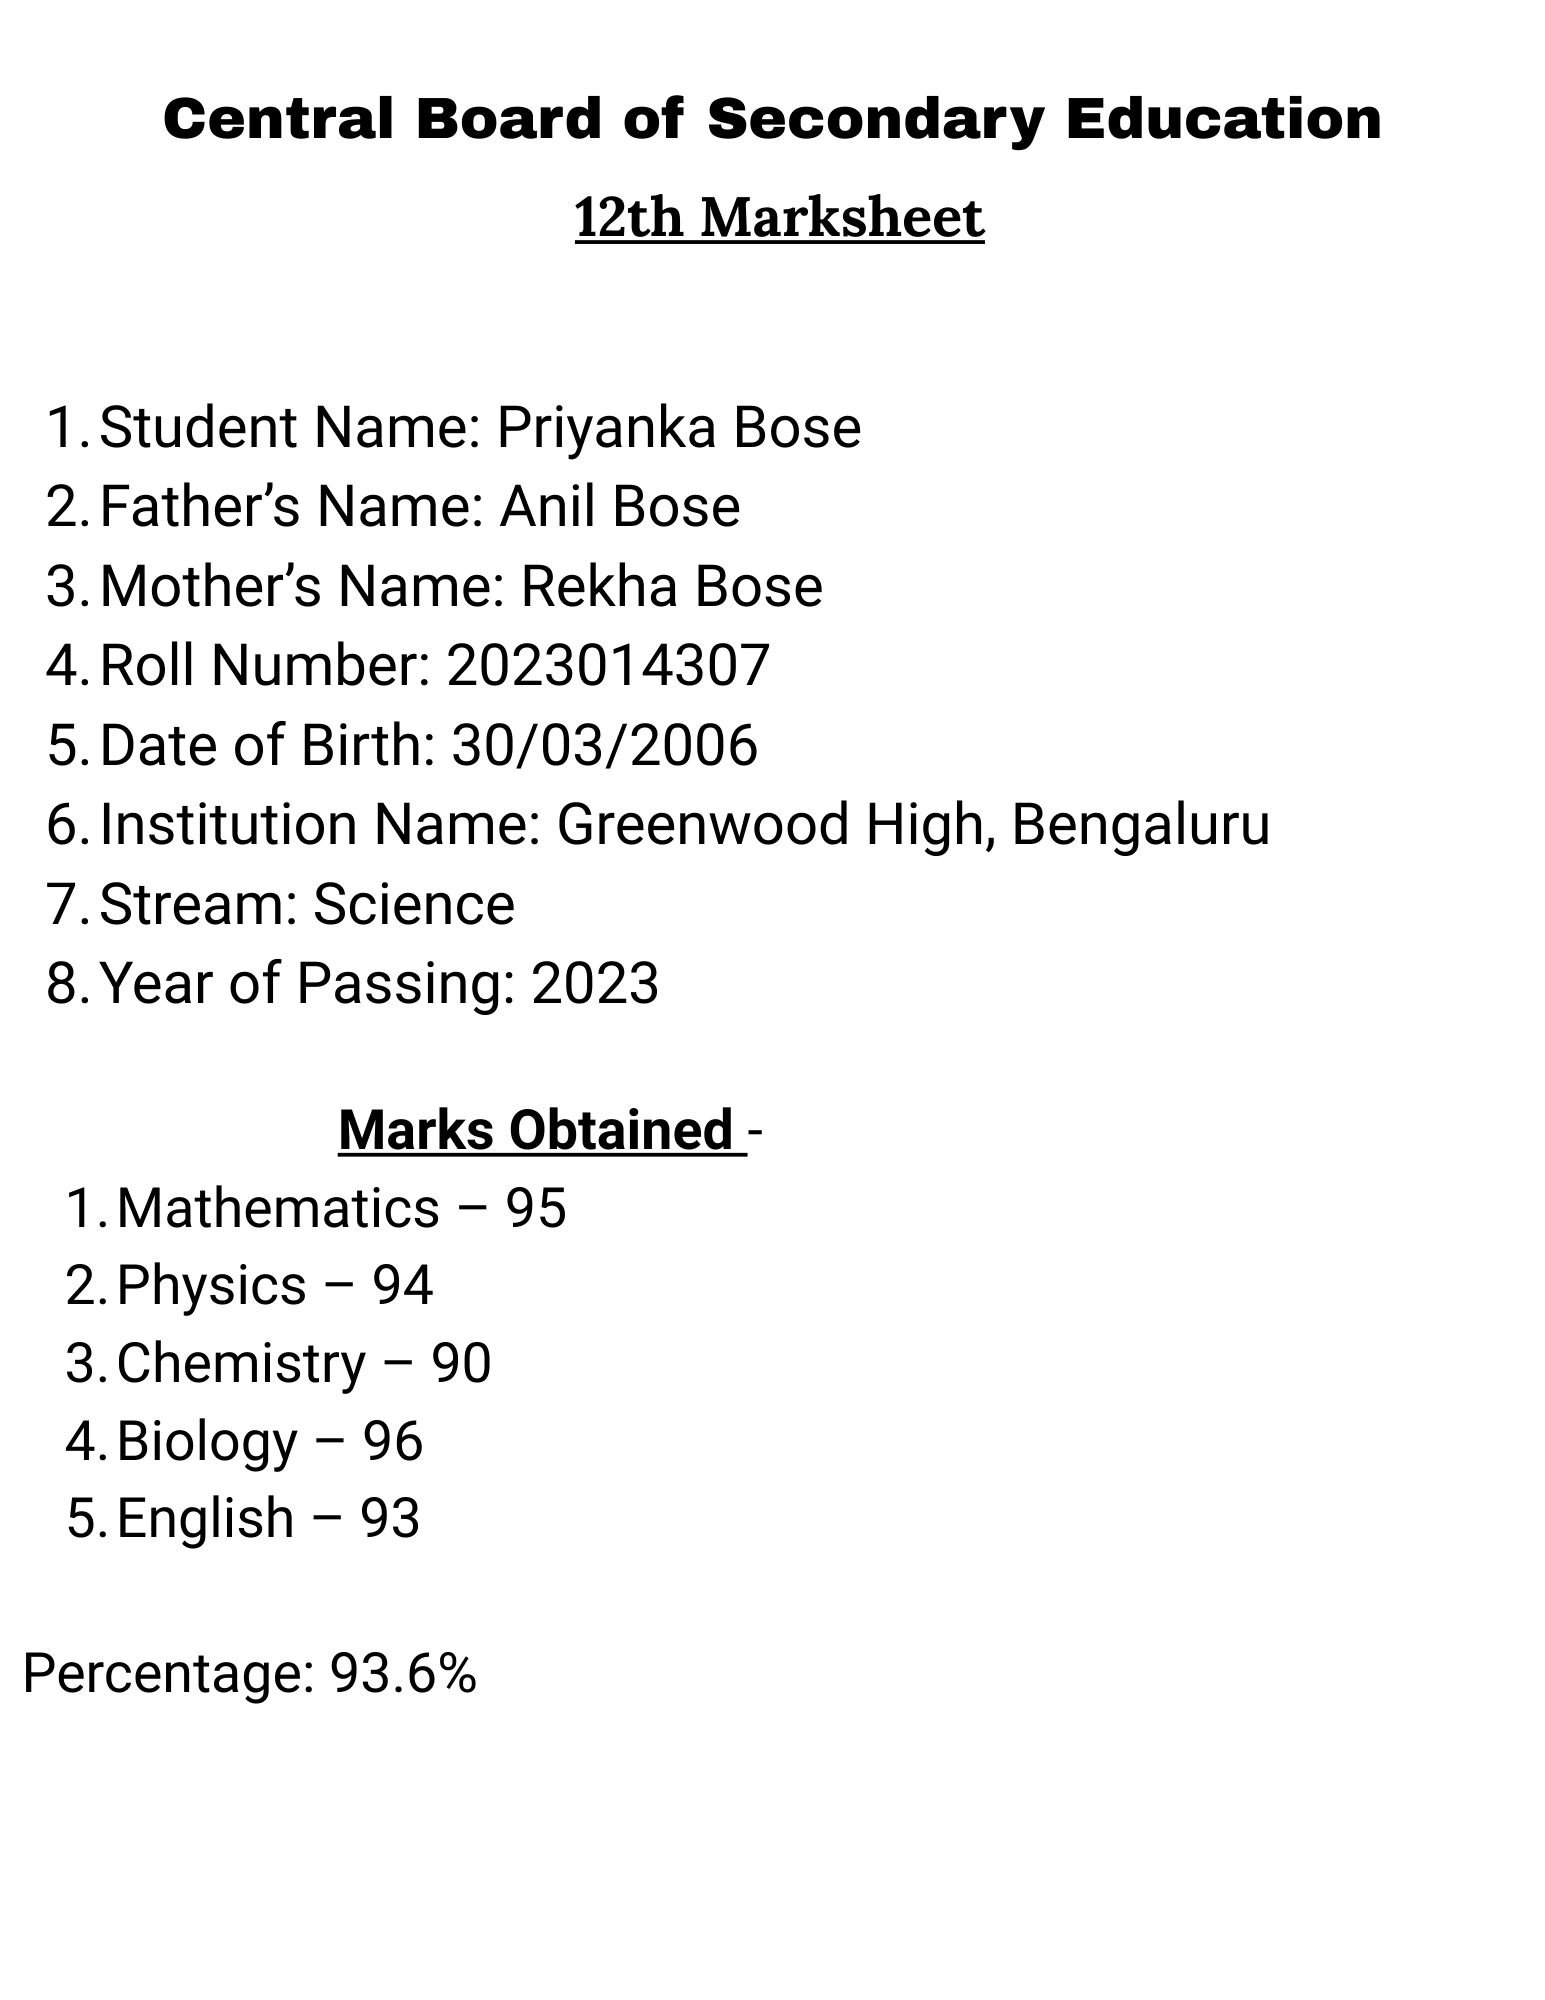 Central Board of Secondary Education
12th Marksheet
1. Student Name: Priyanka Bose
2. Father’s Name: Anil Bose
3. Mother’s Name: Rekha Bose
4. Roll Number: 2023014307
5. Date of Birth: 30/03/2006
6. Institution Name: Greenwood High, Bengaluru
7. Stream: Science
8. Year of Passing: 2023
Marks Obtained -
1. Mathematics – 95
2. Physics – 94
3. Chemistry – 90
4. Biology – 96
5. English – 93
Percentage: 93.6%